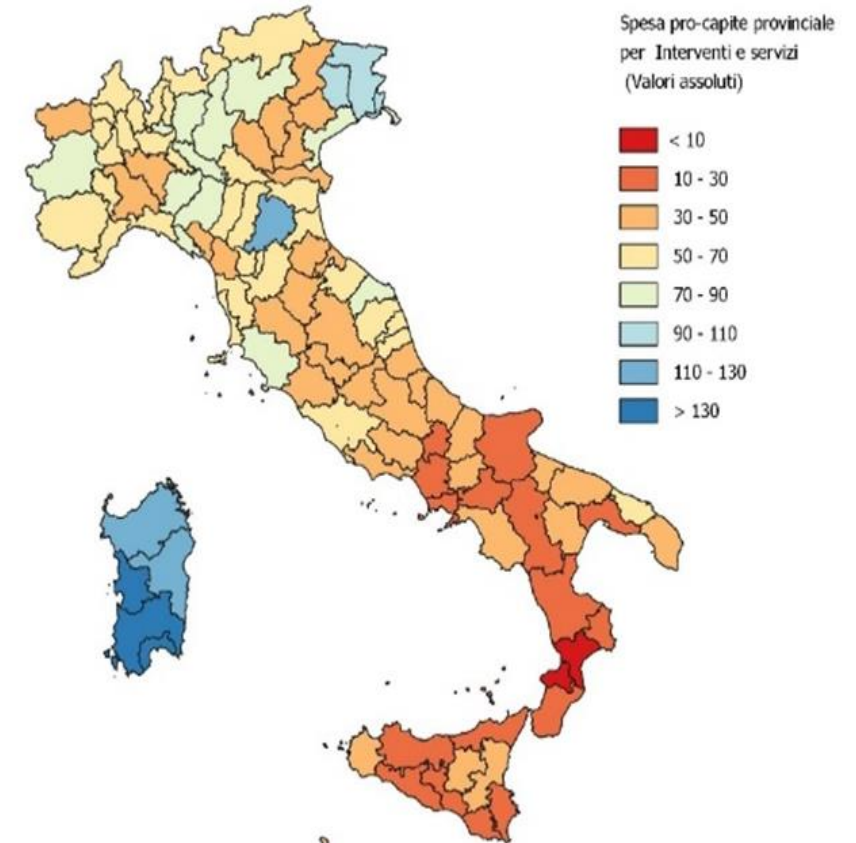 Spesa pro-capite provinciale
per Interventi e servizi
(Valori assoluti)
< 10
10 - 30
30 - 50
50 - 70
70 - 90
90 - 110
110 - 130
> 130